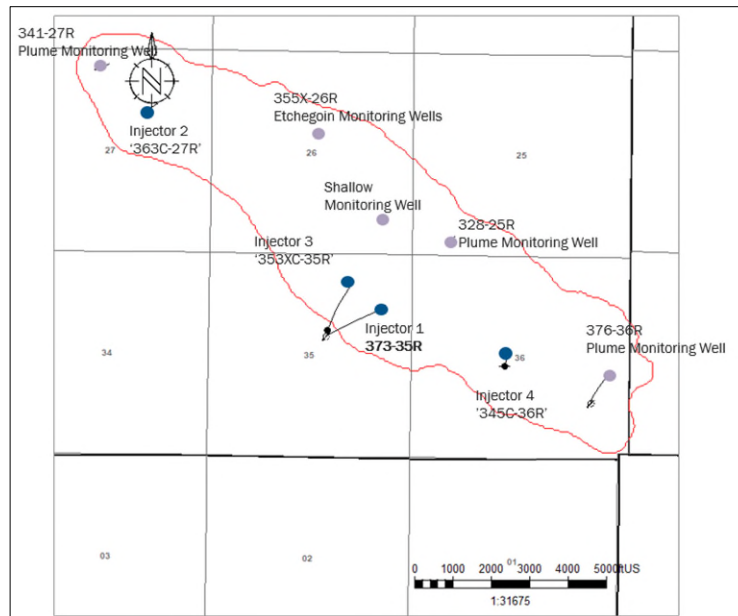 341-27R
Plume Monitoring Well
N
355X-26R
Etchegoin Monitoring Wells
Injector 2
'363C-27R'
27
26
25
Shallow
Monitoring Well
328-25R
Plume Monitoring Well
Injector 3
'353XC-35R'
Injector 1
373-35R
376-36R
Plume Monitoring Well
34
35
36
Injector 4
'345C-36R'
03
02
01
0 1000 2000 3000 4000 5000ftUS
1:31675